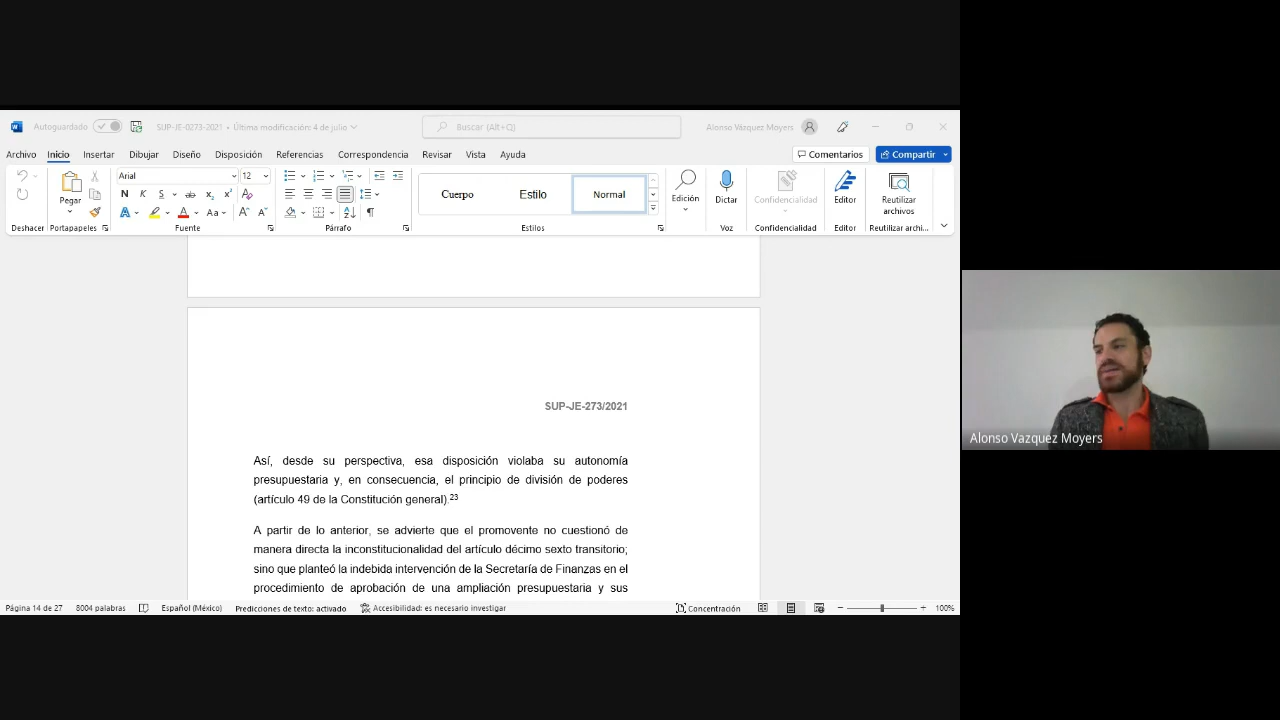 Autoguardado
SUP-JE-0273-2021 • Última modificación: 4 de julio
Buscar (Alt+Q)
Alonso Vázquez Moyers
Archivo Inicio Insertar Dibujar Diseño Disposición Referencias Correspondencia Revisar Vista Ayuda
Comentarios
Compartir
Pegar
Arial 12
N K S ab x₂ x²
A A Aa A A
Cuerpo Estilo Normal
Edición
Dictar
Confidencialidad
Editor
Reutilizar archivos
Deshacer Portapapeles Fuente Párrafo Estilos Voz Confidencialidad Editor Reutilizar archi...
SUP-JE-273/2021
Así, desde su perspectiva, esa disposición violaba su autonomía
presupuestaria y, en consecuencia, el principio de división de poderes
(artículo 49 de la Constitución general).²³
A partir de lo anterior, se advierte que el promovente no cuestionó de
manera directa la inconstitucionalidad del artículo décimo sexto transitorio;
sino que planteó la indebida intervención de la Secretaría de Finanzas en el
procedimiento de aprobación de una ampliación presupuestaria y sus
Alonso Vazquez Moyers
Página 14 de 27 8004 palabras Español (México) Predicciones de texto: activado Accesibilidad: es necesario investigar Concentración 100%